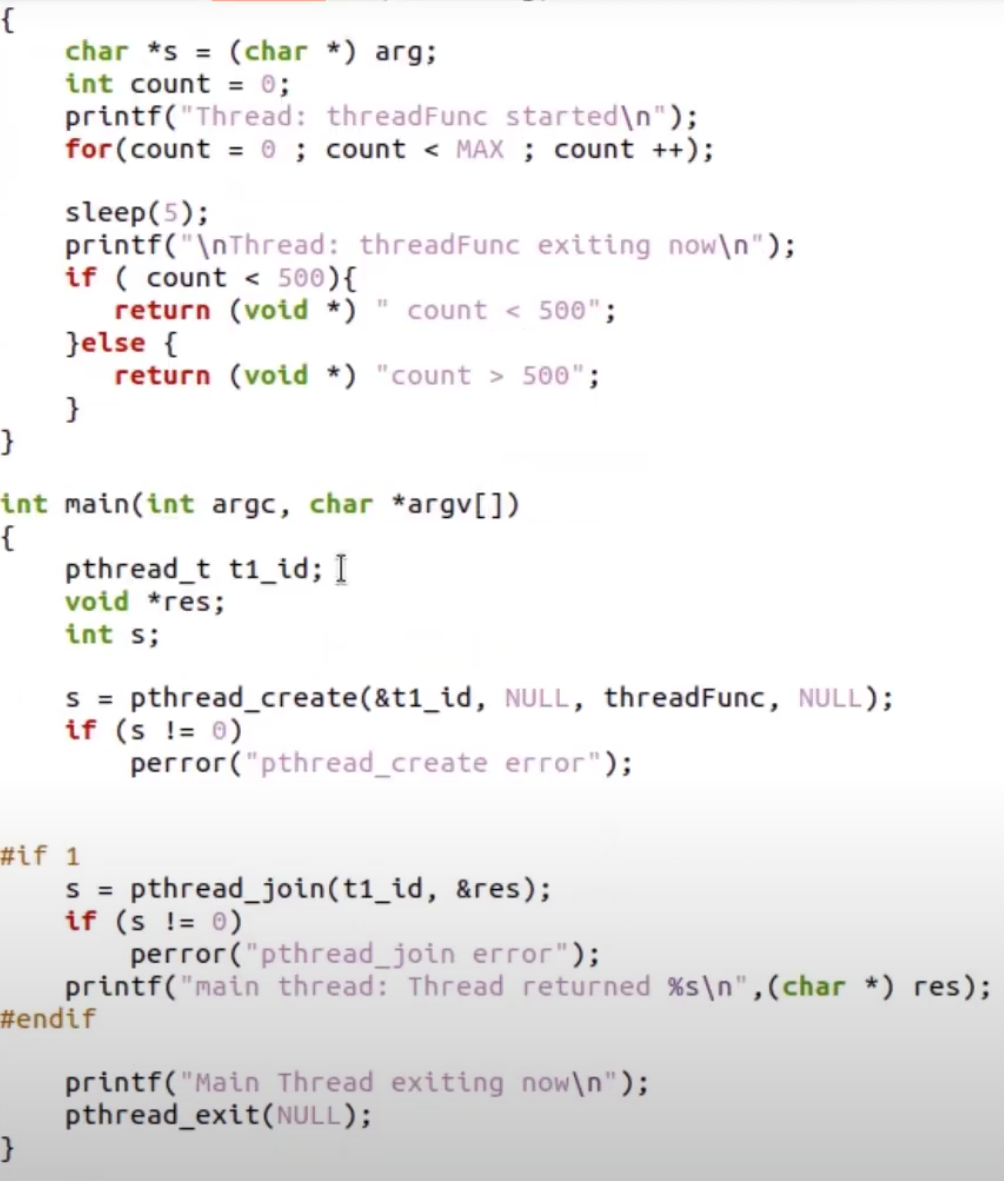 {
    char *s = (char *) arg;
    int count = 0;
    printf("Thread: threadFunc started\n");
    for(count = 0 ; count < MAX ; count ++);

    sleep(5);
    printf("\nThread: threadFunc exiting now\n");
    if ( count < 500){
       return (void *) " count < 500";
    }else {
       return (void *) "count > 500";
    }
}

int main(int argc, char *argv[])
{
    pthread_t t1_id;
    void *res;
    int s;

    s = pthread_create(&t1_id, NULL, threadFunc, NULL);
    if (s != 0)
        perror("pthread_create error");

#if 1
    s = pthread_join(t1_id, &res);
    if (s != 0)
        perror("pthread_join error");
    printf("main thread: Thread returned %s\n",(char *) res);
#endif

    printf("Main Thread exiting now\n");
    pthread_exit(NULL);
}